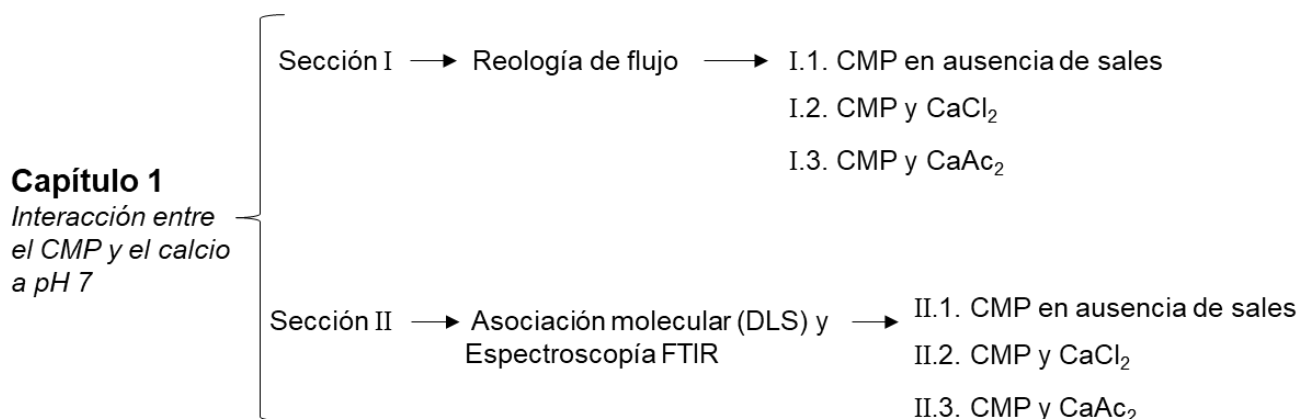 Sección I → Reología de flujo → I.1. CMP en ausencia de sales
I.2. CMP y CaCl₂
I.3. CMP y CaAc₂
Capítulo 1
Interacción entre
el CMP y el calcio
a pH 7
Sección II → Asociación molecular (DLS) y
Espectroscopía FTIR
II.1. CMP en ausencia de sales
II.2. CMP y CaCl₂
II.3. CMP y CaAc₂